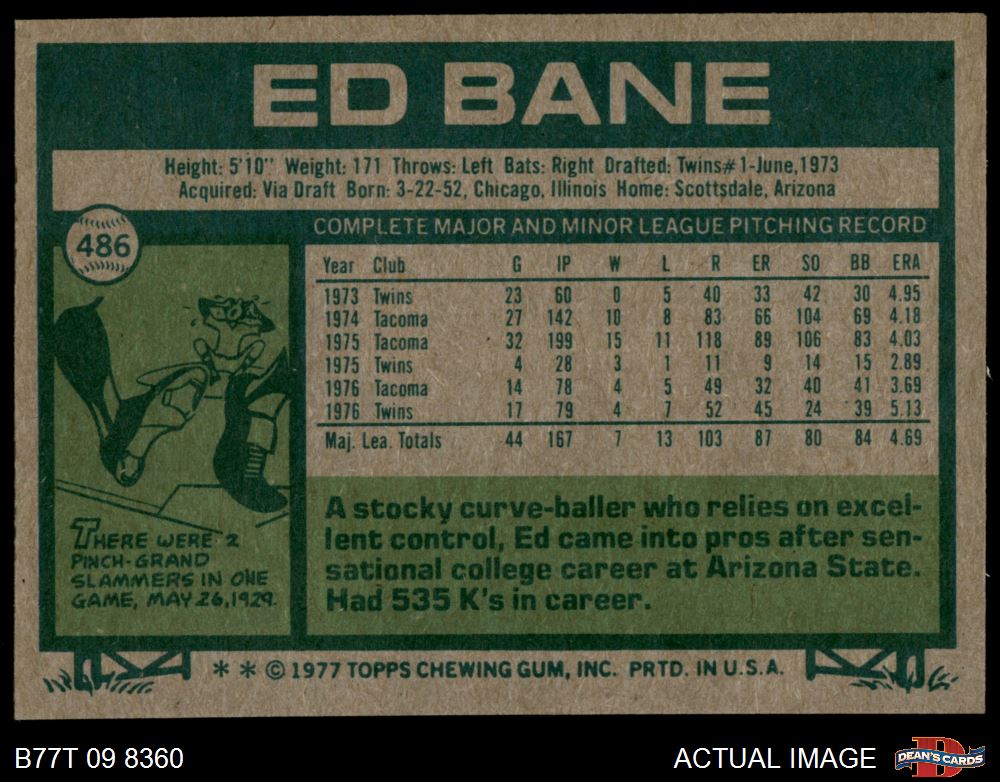 ED BANE
Height: 5'10" Weight: 171 Throws: Left Bats: Right Drafted: Twins#1-June,1973
Acquired: Via Draft Born: 3-22-52, Chicago, Illinois Home: Scottsdale, Arizona
486
COMPLETE MAJOR AND MINOR LEAGUE PITCHING RECORD
Year Club G IP W L R ER SO BB ERA
1973 Twins 23 60 0 5 40 33 42 30 4.95
1974 Tacoma 27 142 10 8 83 66 104 69 4.18
1975 Tacoma 32 199 15 11 118 89 106 83 4.03
1975 Twins 4 28 3 1 11 9 14 15 2.89
1976 Tacoma 14 78 4 5 49 32 40 41 3.69
1976 Twins 17 79 4 7 52 45 24 39 5.13
Maj. Lea. Totals 44 167 7 13 103 87 80 84 4.69
THERE WERE 2
PINCH-GRAND
SLAMMERS IN ONE
GAME, MAY 26, 1929.
A stocky curve-baller who relies on excel-
lent control, Ed came into pros after sen-
sational college career at Arizona State.
Had 535 K's in career.
* * © 1977 TOPPS CHEWING GUM, INC. PRTD. IN U.S.A.
B77T 09 8360
ACTUAL IMAGE
D
DEAN'S CARDS